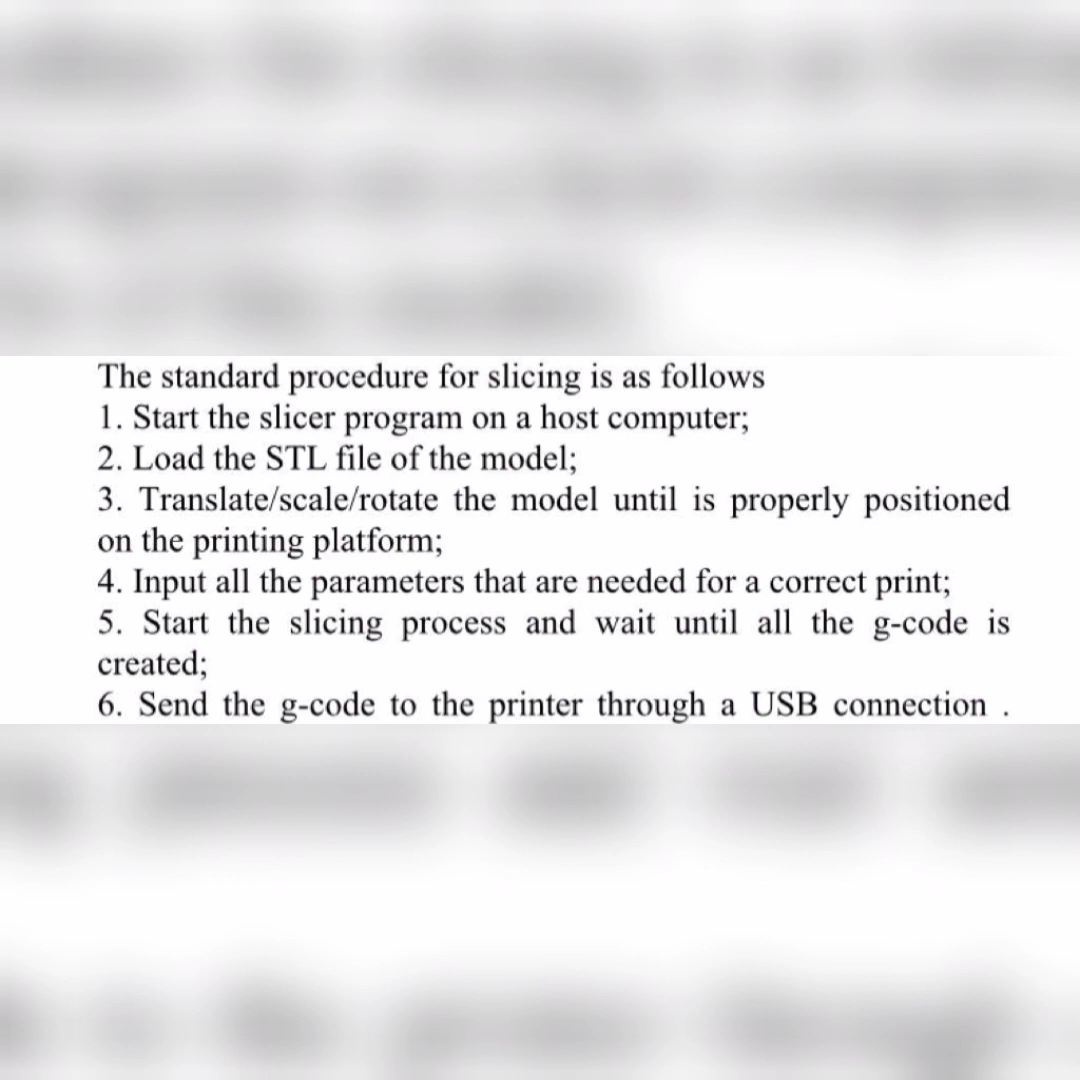 The standard procedure for slicing is as follows
1. Start the slicer program on a host computer;
2. Load the STL file of the model;
3. Translate/scale/rotate the model until is properly positioned
on the printing platform;
4. Input all the parameters that are needed for a correct print;
5. Start the slicing process and wait until all the g-code is
created;
6. Send the g-code to the printer through a USB connection .